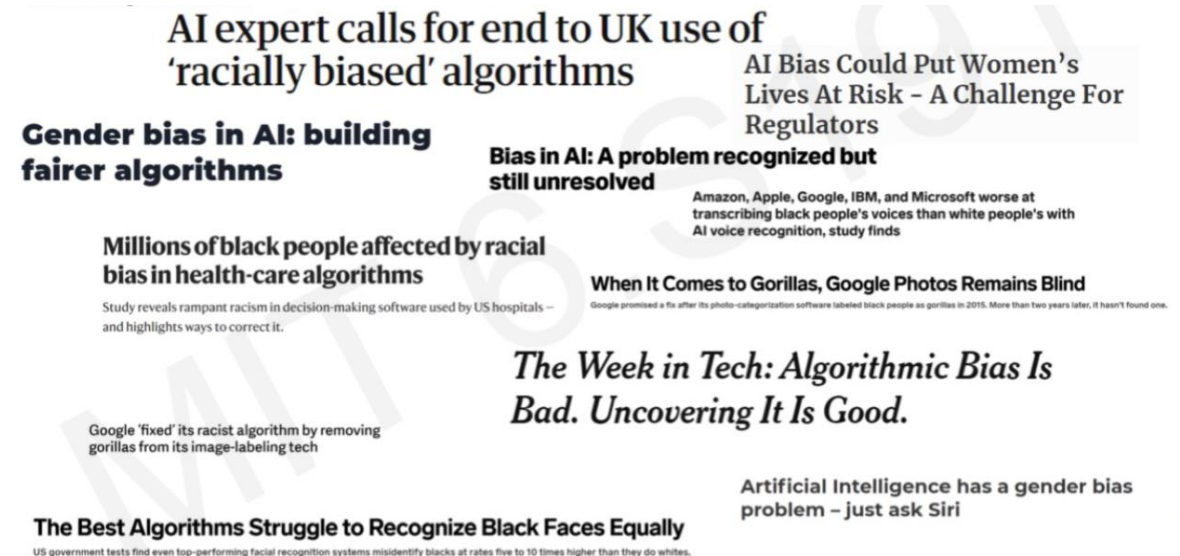 AI expert calls for end to UK use of
‘racially biased’ algorithms
AI Bias Could Put Women’s
Lives At Risk - A Challenge For
Regulators
Gender bias in AI: building
fairer algorithms
Bias in AI: A problem recognized but
still unresolved
Amazon, Apple, Google, IBM, and Microsoft worse at
transcribing black people's voices than white people's with
AI voice recognition, study finds
Millions of black people affected by racial
bias in health-care algorithms
Study reveals rampant racism in decision-making software used by US hospitals –
and highlights ways to correct it.
When It Comes to Gorillas, Google Photos Remains Blind
Google promised a fix after its photo-categorization software labeled black people as gorillas in 2015. More than two years later, it hasn't found one.
The Week in Tech: Algorithmic Bias Is
Bad. Uncovering It Is Good.
Google ‘fixed’ its racist algorithm by removing
gorillas from its image-labeling tech
Artificial Intelligence has a gender bias
problem – just ask Siri
The Best Algorithms Struggle to Recognize Black Faces Equally
US government tests find even top-performing facial recognition systems misidentify blacks at rates five to 10 times higher than they do whites.
MIT 6.S191